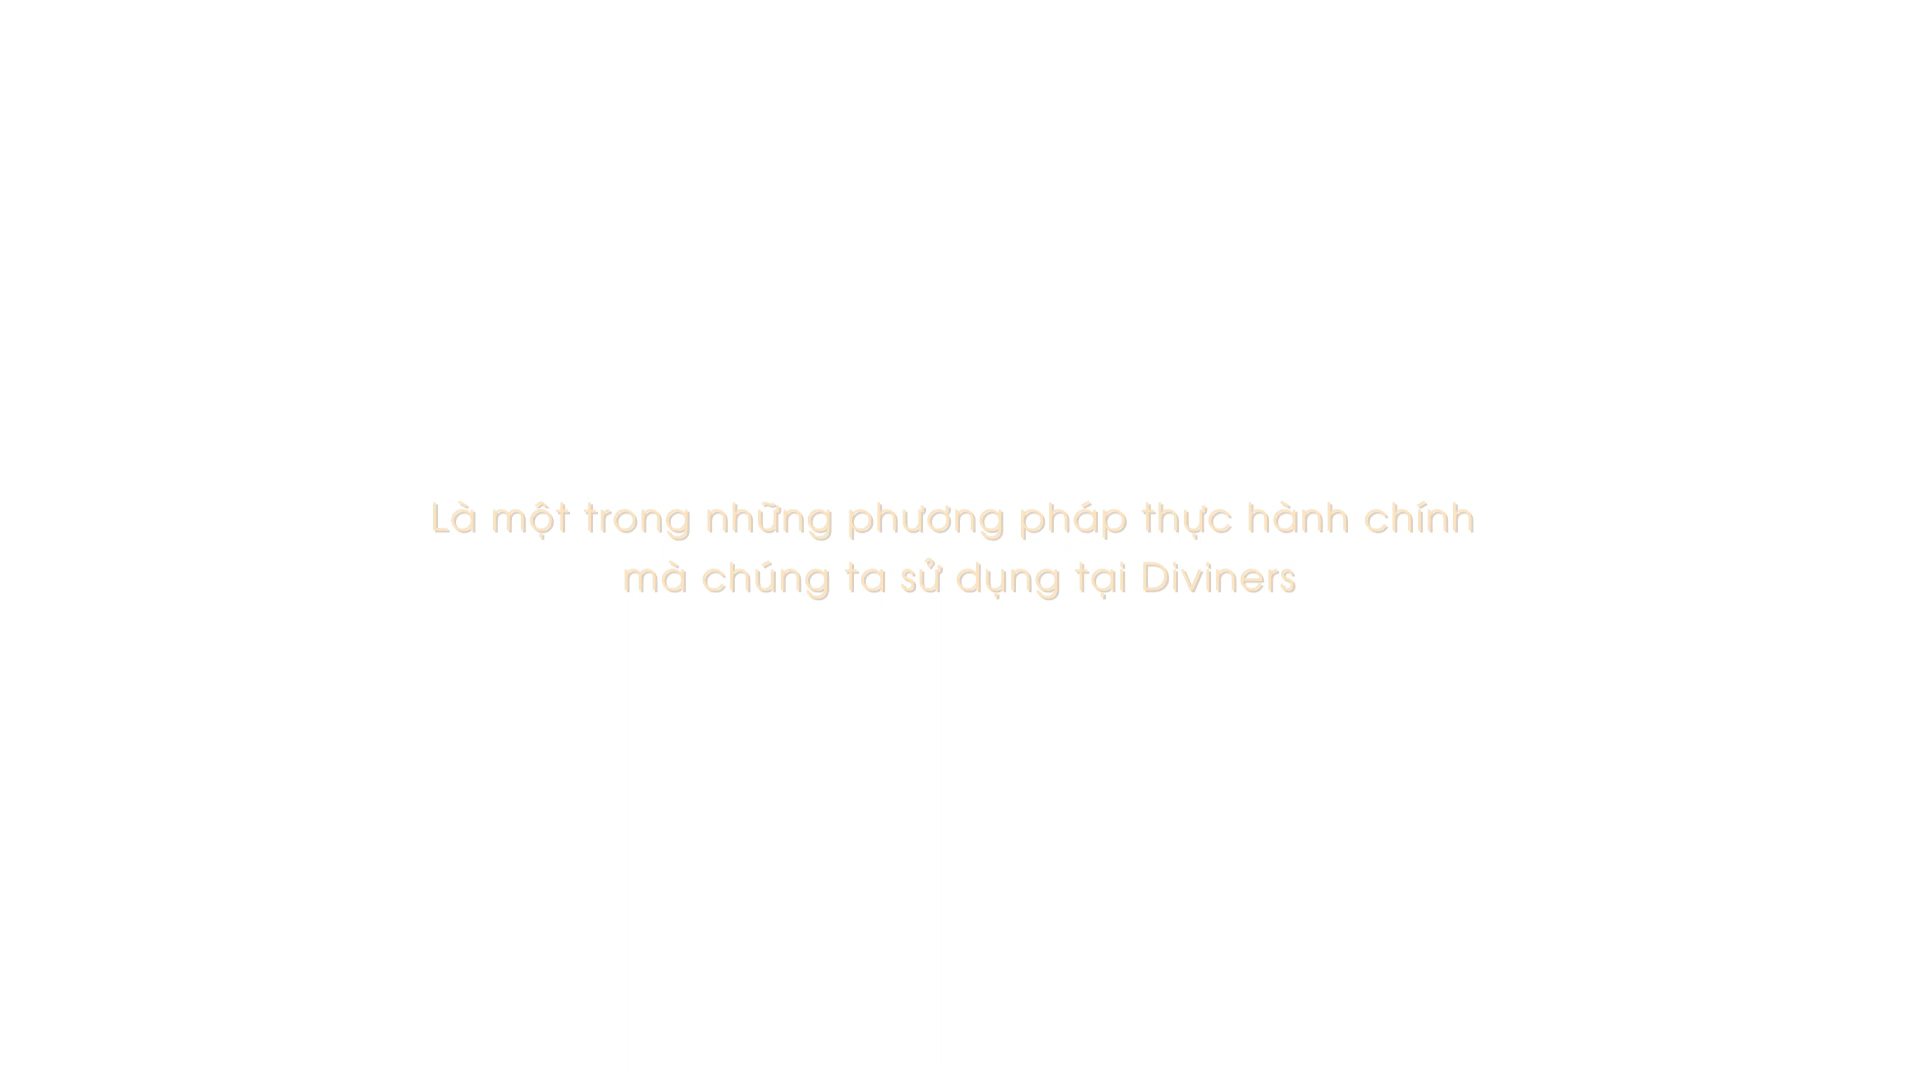 Là một trong những phương pháp thực hành chính
mà chúng ta sử dụng tại Diviners